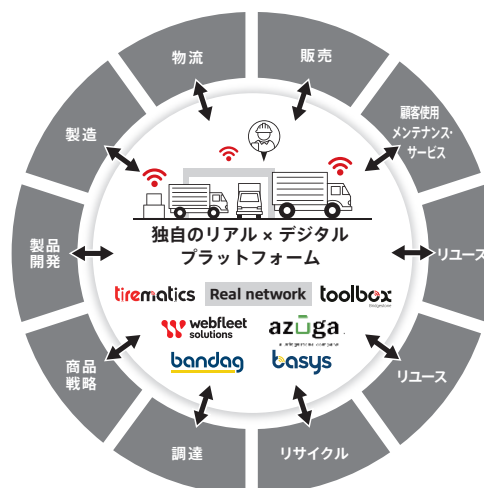 物流
販売
製造
顧客使用
メンテナンス・
サービス
独自のリアル × デジタル
プラットフォーム
製品
開発
リユース
tirematics
Real network
toolbox
webfleet
solutions
azuga
a bridgestone company
bandag
basys
商品
戦略
リユース
調達
リサイクル